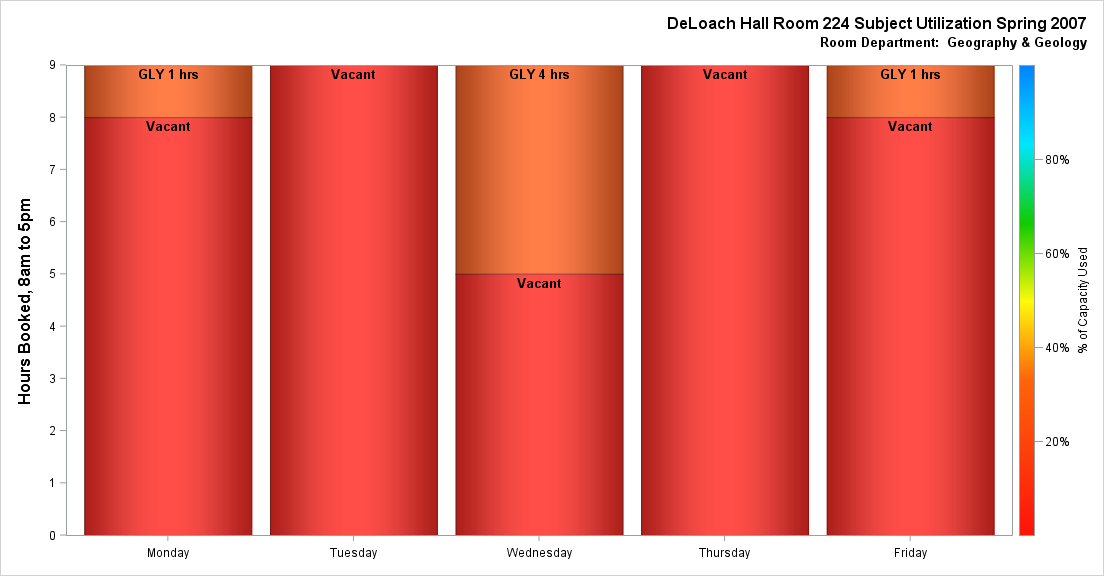 DeLoach Hall Room 224 Subject Utilization Spring 2007
Room Department: Geography & Geology
Hours Booked, 8am to 5pm
9
8
7
6
5
4
3
2
1
0
GLY 1 hrs
Vacant
Vacant
GLY 4 hrs
Vacant
Vacant
GLY 1 hrs
Vacant
Monday
Tuesday
Wednesday
Thursday
Friday
80%
60%
40%
20%
% of Capacity Used